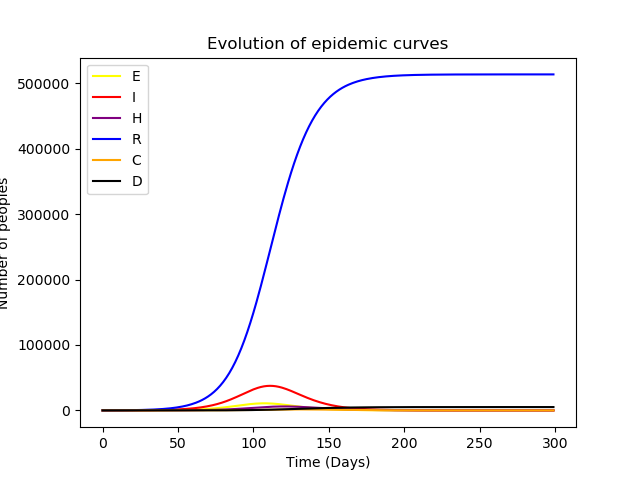 Evolution of epidemic curves
E
I
H
R
C
D
500000
400000
300000
200000
100000
0
Number of peoples
0 50 100 150 200 250 300
Time (Days)